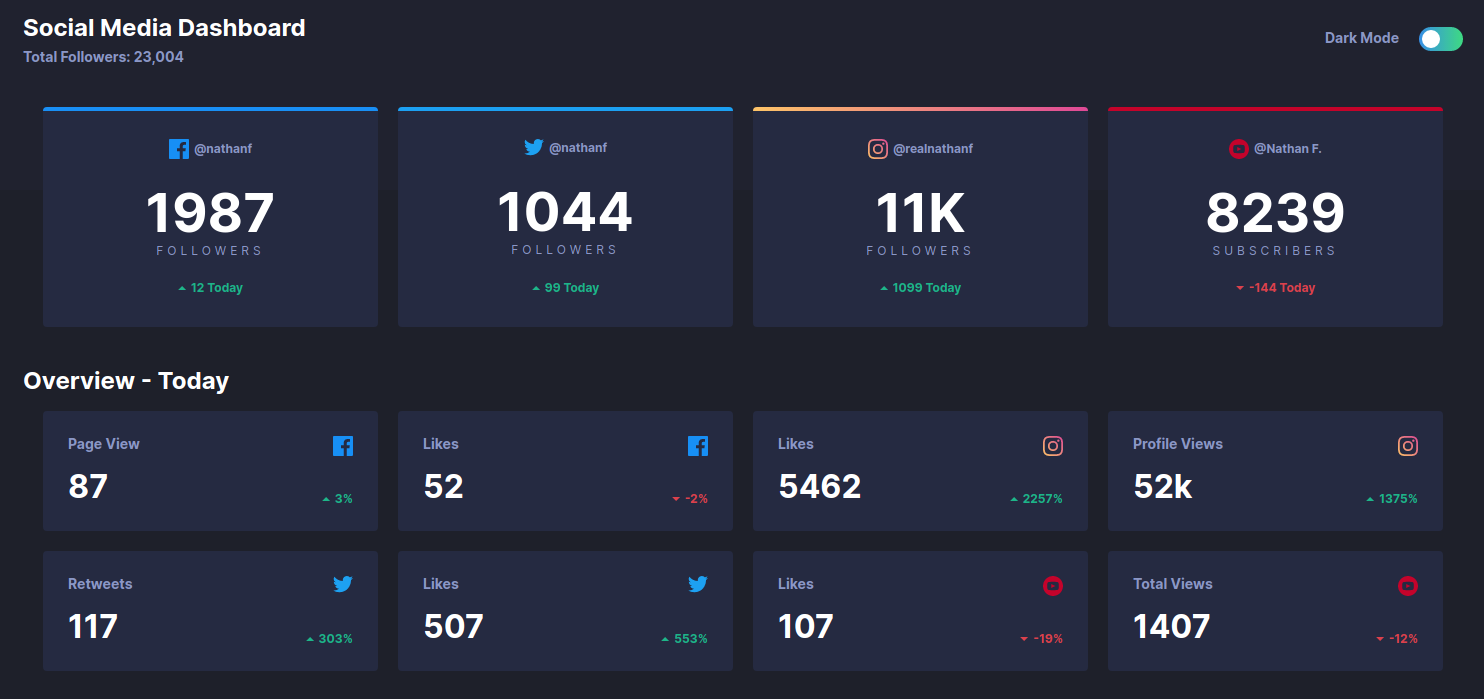 Social Media Dashboard
Total Followers: 23,004
Dark Mode
@nathanf
1987
FOLLOWERS
12 Today
@nathanf
1044
FOLLOWERS
99 Today
@realnathanf
11K
FOLLOWERS
1099 Today
@Nathan F.
8239
SUBSCRIBERS
-144 Today
Overview - Today
Page View
87
3%
Likes
52
-2%
Likes
5462
2257%
Profile Views
52k
1375%
Retweets
117
303%
Likes
507
553%
Likes
107
-19%
Total Views
1407
-12%